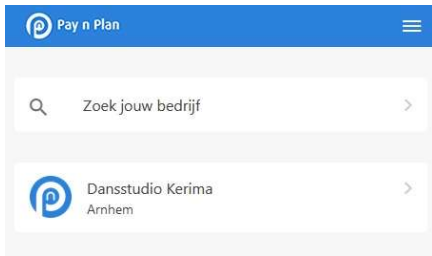 Pay n Plan
Zoek jouw bedrijf
Dansstudio Kerima
Arnhem